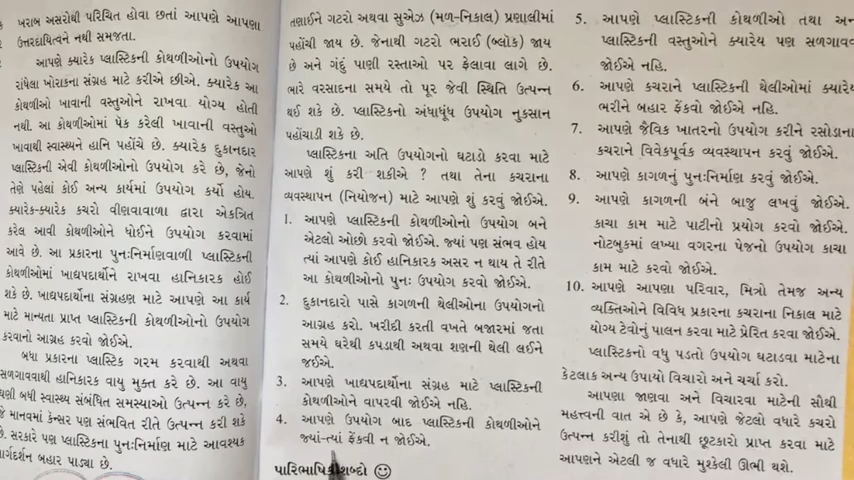 ખરાબ અસરોથી પરિચિત હોવા છતાં આપણે આપણા
ઉત્તરદાયિત્વને નથી સમજતા.
આપણે ક્યારેક પ્લાસ્ટિકની કોથળીઓનો ઉપયોગ
રાંધેલા ખોરાકના સંગ્રહ માટે કરીએ છીએ. ક્યારેક આ
કોથળીઓ ખાવાની વસ્તુઓને રાખવા યોગ્ય હોતી
નથી. આ કોથળીઓમાં પેક કરેલી ખાવાની વસ્તુઓ
ખાવાથી સ્વાસ્થ્યને હાનિ પહોંચે છે. ક્યારેક દુકાનદાર
પ્લાસ્ટિકની એવી કોથળીઓનો ઉપયોગ કરે છે, જેનો
તેણે પહેલાં કોઈ અન્ય કાર્યમાં ઉપયોગ કર્યો હોય.
ક્યારેક-ક્યારેક કચરો વીણવાવાળા દ્વારા એકત્રિત
કરેલ આવી કોથળીઓને ધોઈને ઉપયોગ કરવામાં
આવે છે. આ પ્રકારના પુનઃનિર્માણવાળી પ્લાસ્ટિકની
કોથળીઓમાં ખાદ્યપદાર્થોને રાખવા હાનિકારક હોઈ
શકે છે. ખાદ્યપદાર્થોના સંગ્રહણ માટે આપણે આ કાર્ય
માટે માન્યતા પ્રાપ્ત પ્લાસ્ટિકની કોથળીઓનો ઉપયોગ
કરવાનો આગ્રહ કરવો જોઈએ.
બધા પ્રકારના પ્લાસ્ટિક ગરમ કરવાથી અથવા
સળગાવવાથી હાનિકારક વાયુ મુક્ત કરે છે. આ વાયુ
ઘણી બધી સ્વાસ્થ્ય સંબંધિત સમસ્યાઓ ઉત્પન્ન કરે છે,
જે માનવમાં કેન્સર પણ સંભવિત રીતે ઉત્પન્ન કરી શકે
છે. સરકારે પણ પ્લાસ્ટિકના પુનઃનિર્માણ માટે આવશ્યક
માર્ગદર્શન બહાર પાડ્યા છે.
તણાઈને ગટરો અથવા સુએઝ (મળ-નિકાલ) પ્રણાલીમાં
પહોંચી જાય છે. જેનાથી ગટરો ભરાઈ (બ્લૉક) જાય
છે અને ગંદું પાણી રસ્તાઓ પર ફેલાવા લાગે છે.
ભારે વરસાદના સમયે તો પૂર જેવી સ્થિતિ ઉત્પન્ન
થઈ શકે છે. પ્લાસ્ટિકનો અંધાધૂંધ ઉપયોગ નુકસાન
પહોંચાડી શકે છે.
પ્લાસ્ટિકના અતિ ઉપયોગનો ઘટાડો કરવા માટે
આપણે શું કરી શકીએ ? તથા તેના કચરાના
વ્યવસ્થાપન (નિયોજન) માટે આપણે શું કરવું જોઈએ.
1. આપણે પ્લાસ્ટિકની કોથળીઓનો ઉપયોગ બને
એટલો ઓછો કરવો જોઈએ. જ્યાં પણ સંભવ હોય
ત્યાં આપણે કોઈ હાનિકારક અસર ન થાય તે રીતે
આ કોથળીઓનો પુનઃ ઉપયોગ કરવો જોઈએ.
2. દુકાનદારો પાસે કાગળની થેલીઓના ઉપયોગનો
આગ્રહ કરો. ખરીદી કરતી વખતે બજારમાં જતા
સમયે ઘરેથી કપડાથી અથવા શણની થેલી લઈને
જઈએ.
3. આપણે ખાદ્યપદાર્થોના સંગ્રહ માટે પ્લાસ્ટિકની
કોથળીઓને વાપરવી જોઈએ નહિ.
4. આપણે ઉપયોગ બાદ પ્લાસ્ટિકની કોથળીઓને
જ્યાં-ત્યાં ફેંકવી ન જોઈએ.
પારિભાષિક શબ્દો
5. આપણે પ્લાસ્ટિકની કોથળીઓ તથા અન્
પ્લાસ્ટિકની વસ્તુઓને ક્યારેય પણ સળગાવવ
જોઈએ નહિ.
6. આપણે કચરાને પ્લાસ્ટિકની થેલીઓમાં ક્યારે
ભરીને બહાર ફેંકવો જોઈએ નહિ.
7. આપણે જૈવિક ખાતરનો ઉપયોગ કરીને રસોડાના
કચરાને વિવેકપૂર્વક વ્યવસ્થાપન કરવું જોઈએ.
8. આપણે કાગળનું પુનઃનિર્માણ કરવું જોઈએ.
9. આપણે કાગળની બંને બાજુ લખવું જોઈએ.
કાચા કામ માટે પાટીનો પ્રયોગ કરવો જોઈએ.
નોટબુકમાં લખ્યા વગરના પેજનો ઉપયોગ કાચા
કામ માટે કરવો જોઈએ.
10. આપણે આપણા પરિવાર, મિત્રો તેમજ અન્ય
વ્યક્તિઓને વિવિધ પ્રકારના કચરાના નિકાલ માટે
યોગ્ય ટેવોનું પાલન કરવા માટે પ્રેરિત કરવા જોઈએ.
પ્લાસ્ટિકનો વધુ પડતો ઉપયોગ ઘટાડવા માટેના
કેટલાક અન્ય ઉપાયો વિચારો અને ચર્ચા કરો.
આપણા જાણવા અને વિચારવા માટેની સૌથી
મહત્ત્વની વાત એ છે કે, આપણે જેટલો વધારે કચરો
ઉત્પન્ન કરીશું તો તેનાથી છૂટકારો પ્રાપ્ત કરવા માટે
આપણને એટલી જ વધારે મુશ્કેલી ઊભી થશે.